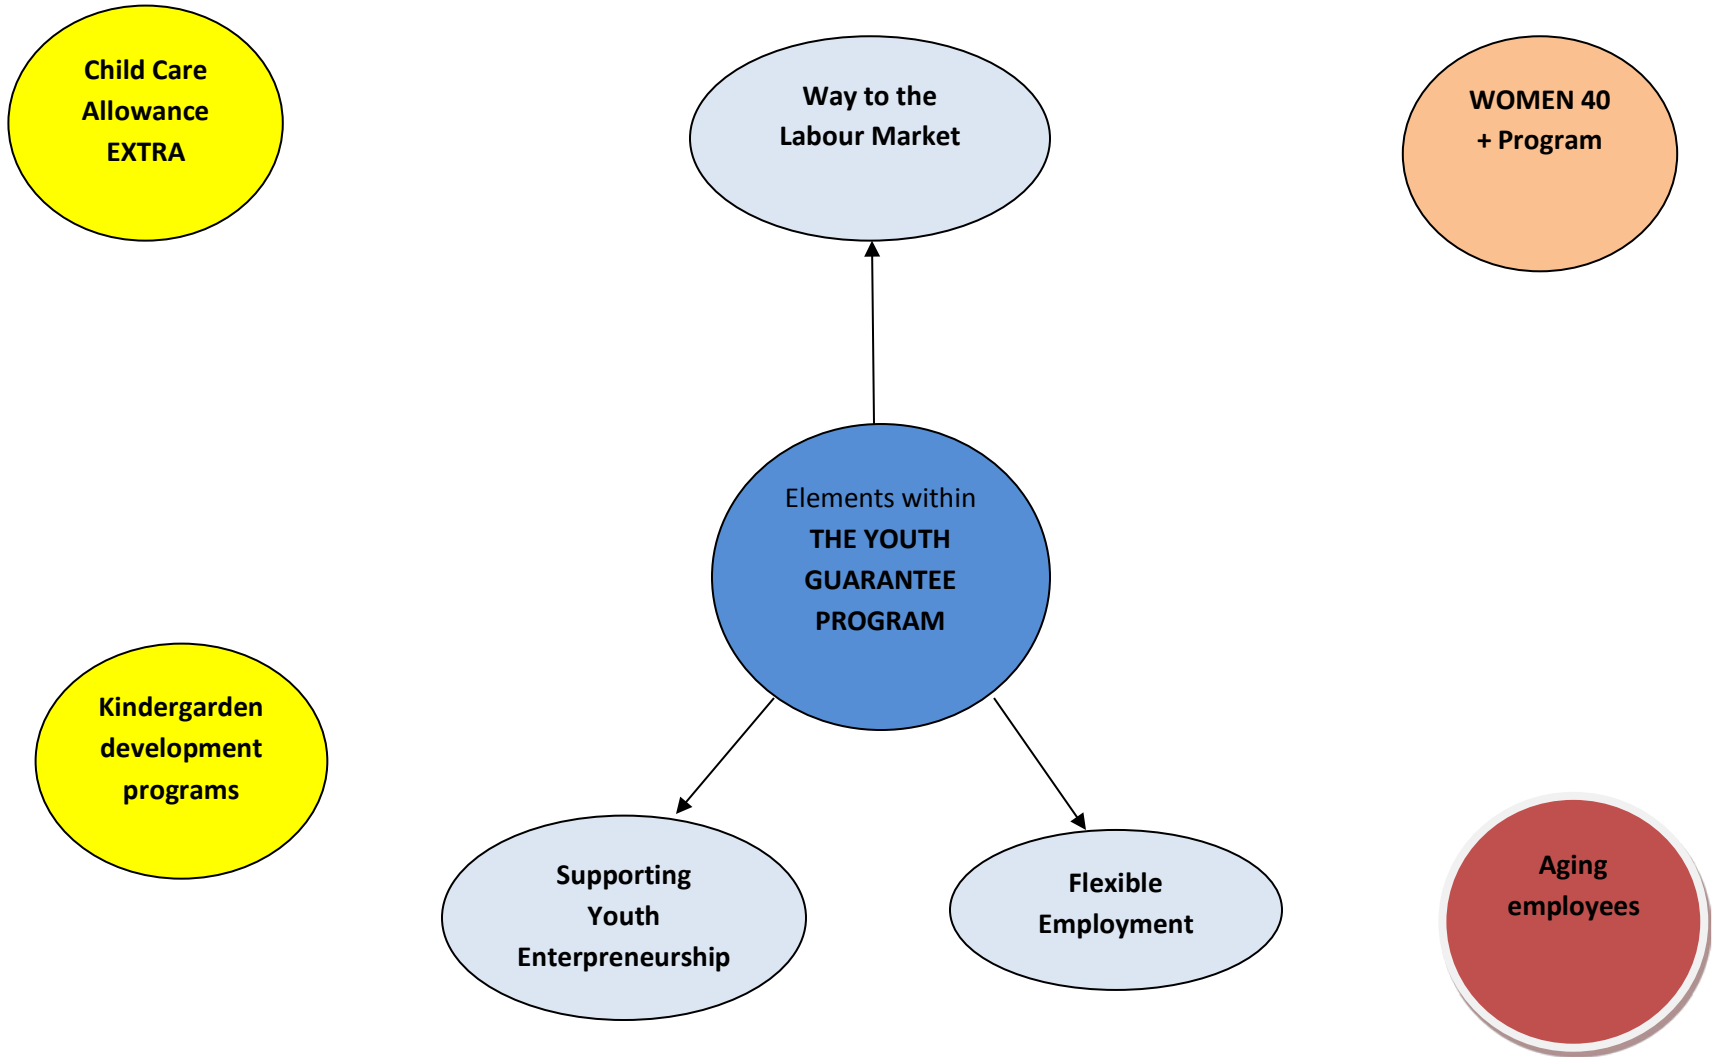 Child Care
Allowance
EXTRA
Way to the
Labour Market
WOMEN 40
+ Program
Elements within
THE YOUTH
GUARANTEE
PROGRAM
Kindergarden
development
programs
Supporting
Youth
Enterpreneurship
Flexible
Employment
Aging
employees